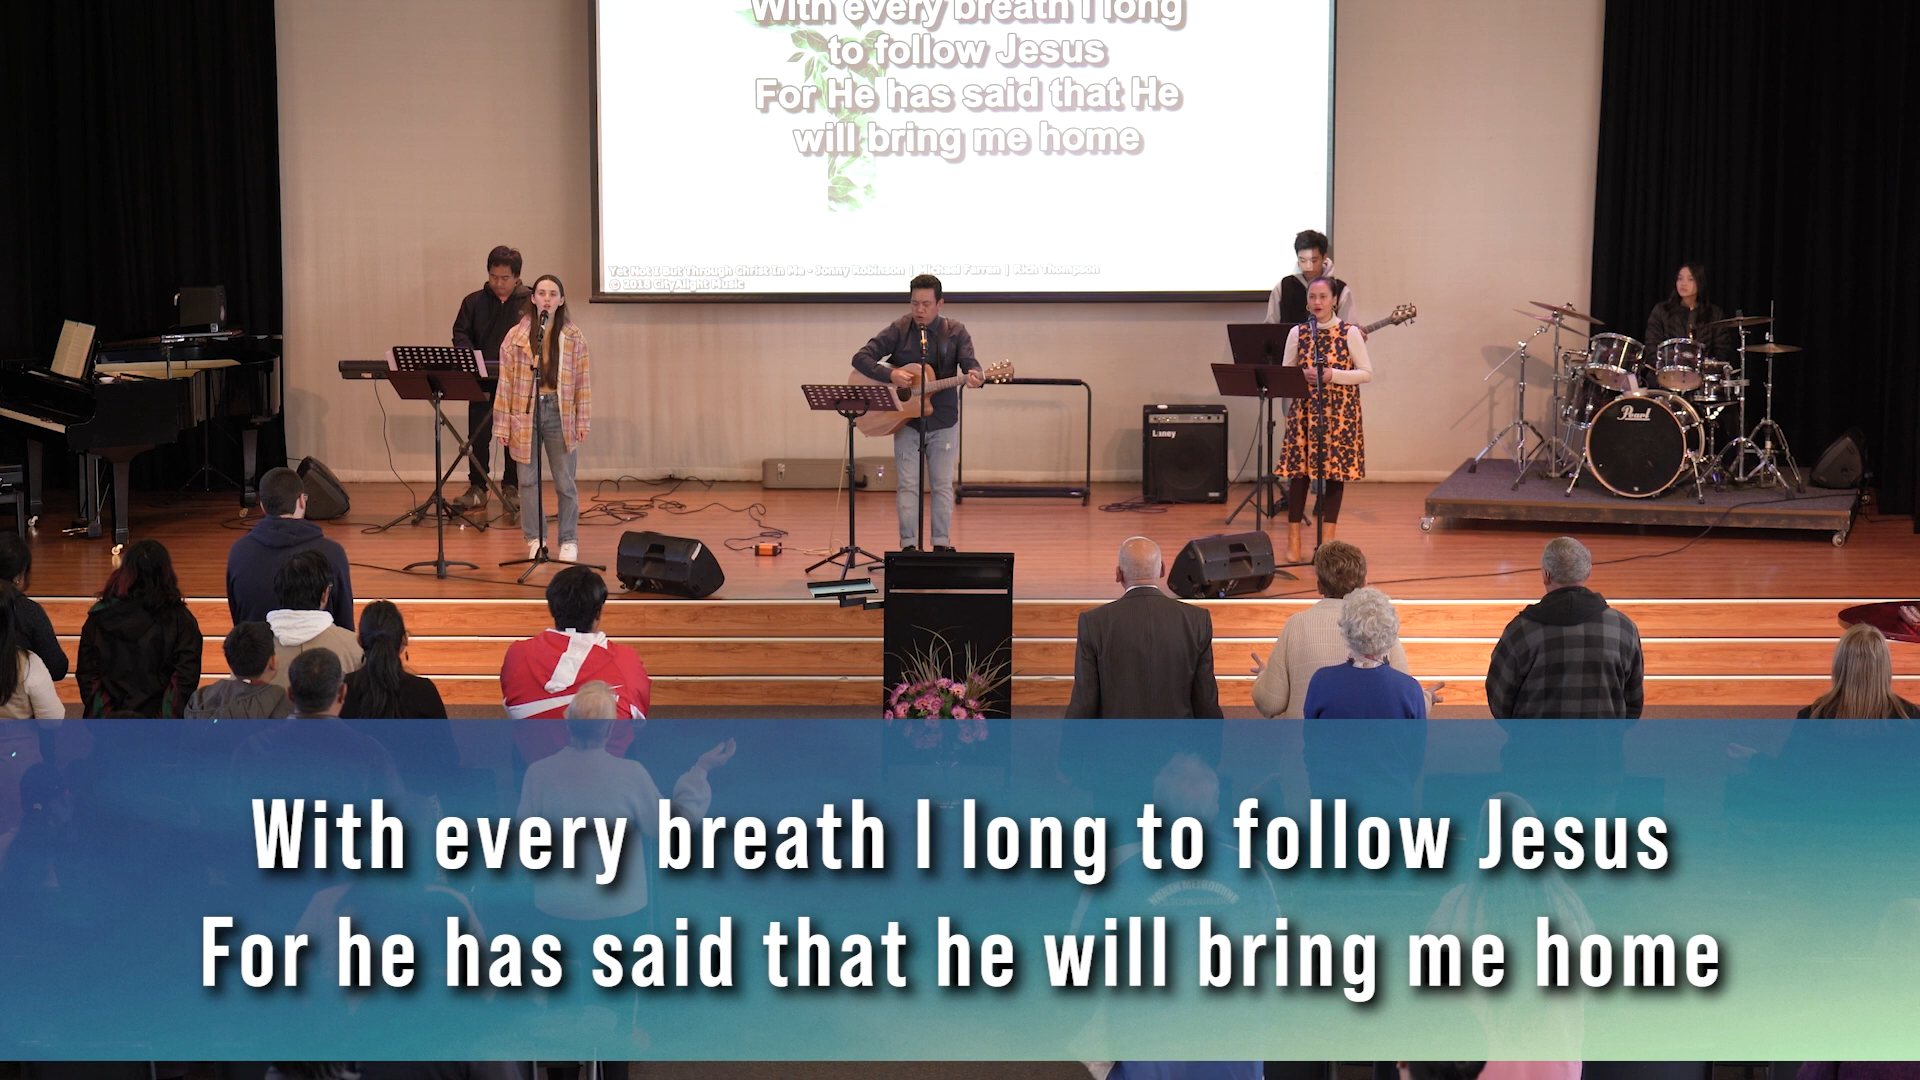 With every breath I long
to follow Jesus
For He has said that He
will bring me home
Yet Not I But Through Christ In Me - Jonny Robinson | Michael Farren | Rich Thompson
© 2018 CityAlight Music
Laney
Pearl
With every breath I long to follow Jesus
For he has said that he will bring me home